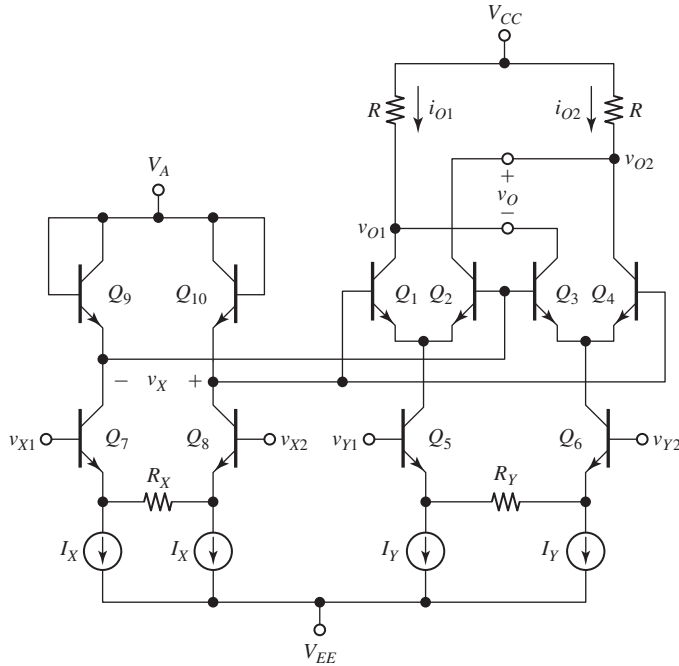 V_CC
R
i_O1
i_O2
R
V_A
v_O2
+
v_O
−
v_O1
Q_9
Q_10
Q_1
Q_2
Q_3
Q_4
− v_X +
v_X1
Q_7
Q_8
v_X2
v_Y1
Q_5
Q_6
v_Y2
R_X
R_Y
I_X
I_X
I_Y
I_Y
V_EE